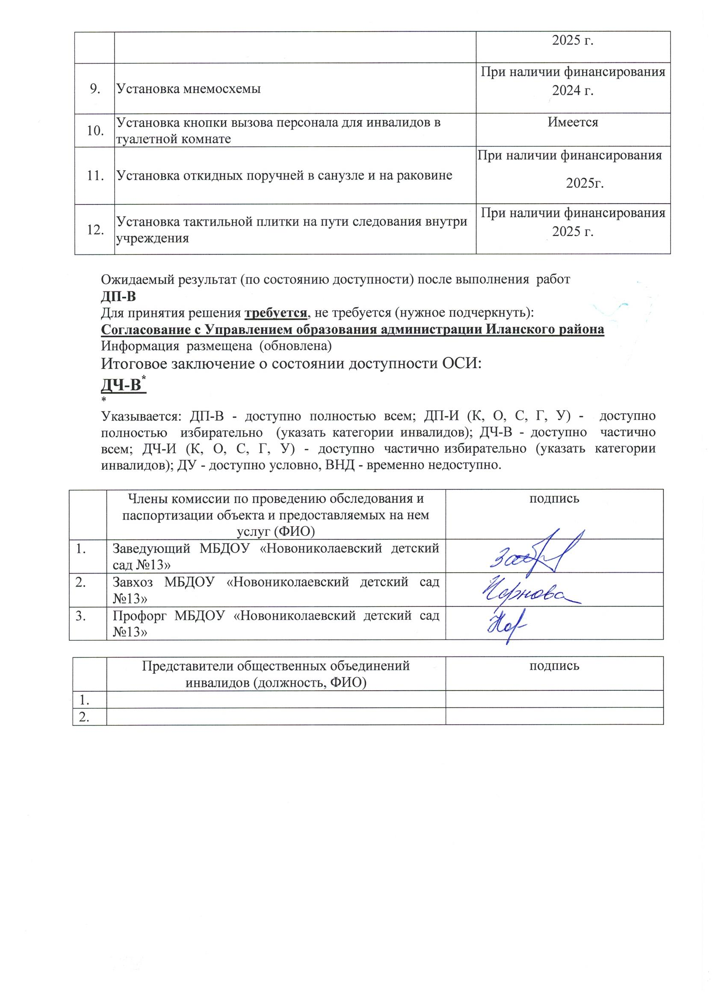 2025 г.
При наличии финансирования
9. Установка мнемосхемы
2024 г.
10. Установка кнопки вызова персонала для инвалидов в
туалетной комнате
Имеется
При наличии финансирования
11. Установка откидных поручней в санузле и на раковине
2025г.
При наличии финансирования
12. Установка тактильной плитки на пути следования внутри
учреждения
2025 г.
Ожидаемый результат (по состоянию доступности) после выполнения работ
ДП-В
Для принятия решения требуется, не требуется (нужное подчеркнуть):
Согласование с Управлением образования администрации Иланского района
Информация размещена (обновлена)
Итоговое заключение о состоянии доступности ОСИ:
ДЧ-В*
*
Указывается: ДП-В - доступно полностью всем; ДП-И (К, О, С, Г, У) - доступно
полностью избирательно (указать категории инвалидов); ДЧ-В - доступно частично
всем; ДЧ-И (К, О, С, Г, У) - доступно частично избирательно (указать категории
инвалидов); ДУ - доступно условно, ВНД - временно недоступно.
Члены комиссии по проведению обследования и
паспортизации объекта и предоставляемых на нем
услуг (ФИО)
подпись
1. Заведующий МБДОУ «Новониколаевский детский
сад №13»
2. Завхоз МБДОУ «Новониколаевский детский сад
№13»
3. Профорг МБДОУ «Новониколаевский детский сад
№13»
Представители общественных объединений
инвалидов (должность, ФИО)
подпись
1.
2.